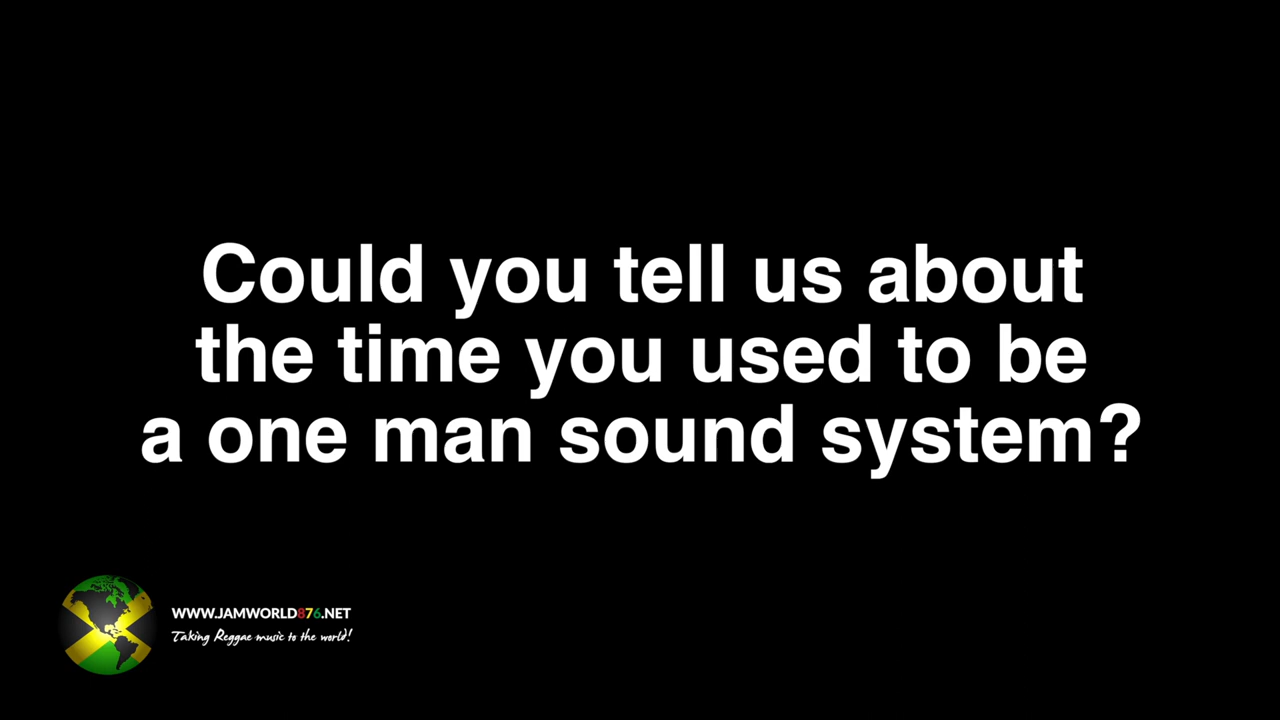 Could you tell us about
the time you used to be
a one man sound system?
WWW.JAMWORLD876.NET
Taking Reggae music to the world!